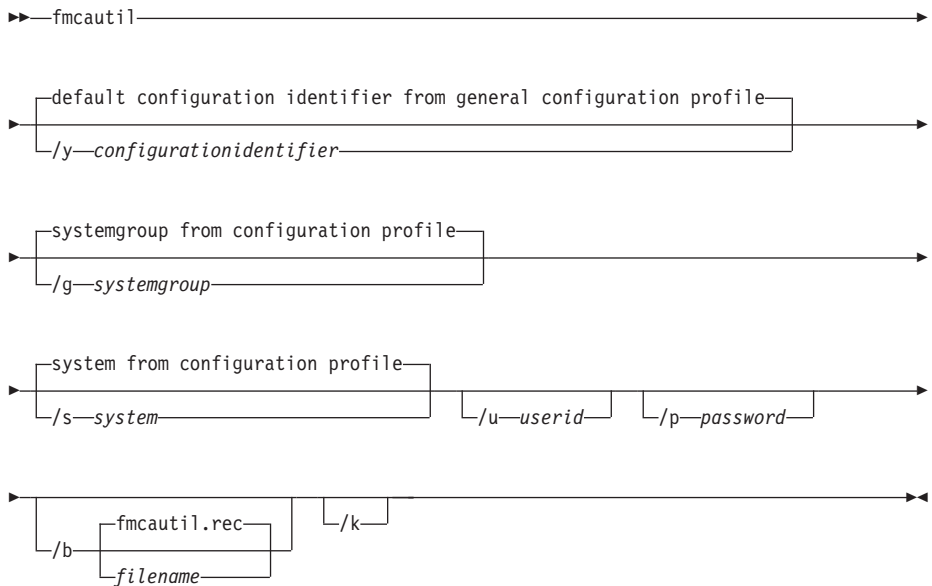 fmcautil
default configuration identifier from general configuration profile
/y configurationidentifier
systemgroup from configuration profile
/g systemgroup
system from configuration profile
/s system /u userid /p password
fmcautil.rec /k
/b
filename